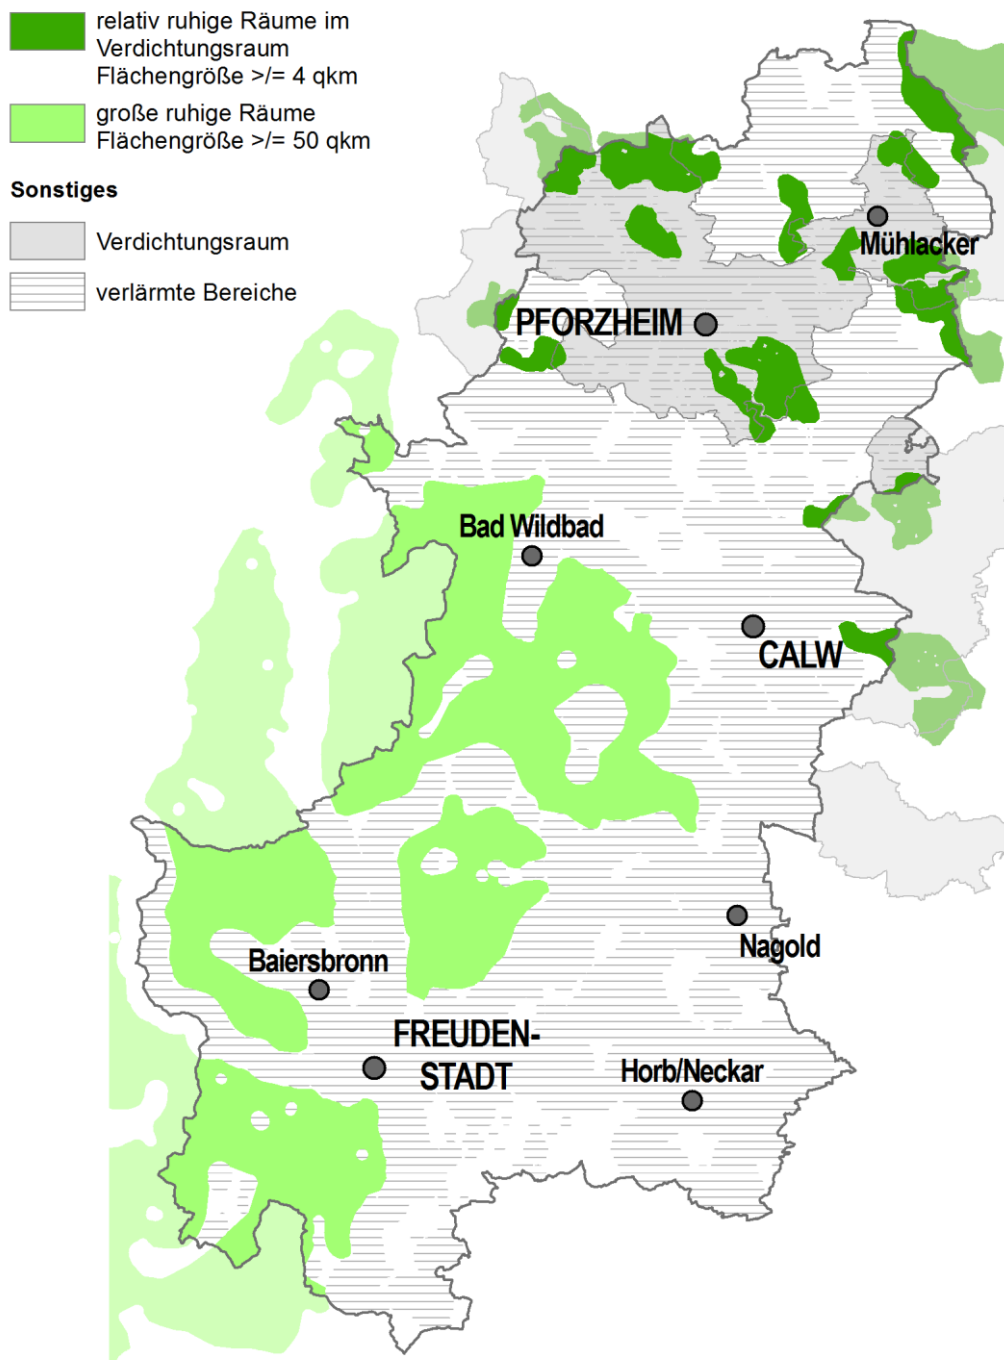 relativ ruhige Räume im
Verdichtungsraum
Flächengröße >/= 4 qkm
große ruhige Räume
Flächengröße >/= 50 qkm
Sonstiges
Verdichtungsraum
verlärmte Bereiche
Mühlacker
PFORZHEIM
Bad Wildbad
CALW
Nagold
Baiersbronn
FREUDEN-
STADT
Horb/Neckar